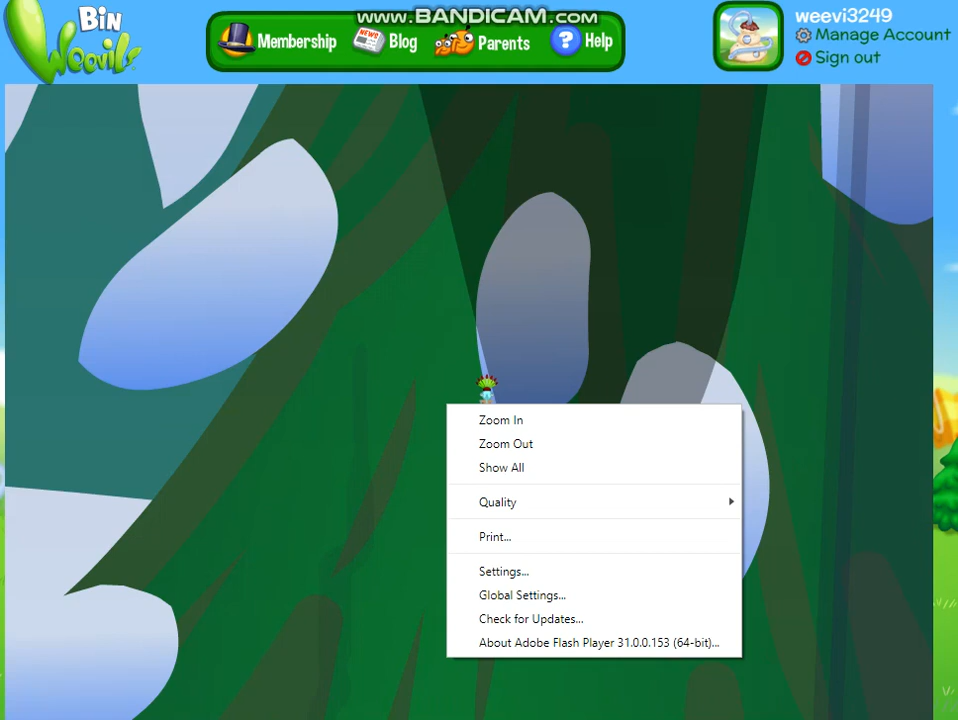 WWW.BANDICAM.COM
Bin
Weevils
Membership
NEWS
Blog
Parents
Help
weevi3249
Manage Account
Sign out
Zoom In
Zoom Out
Show All
Quality
Print...
Settings...
Global Settings...
Check for Updates...
About Adobe Flash Player 31.0.0.153 (64-bit)...